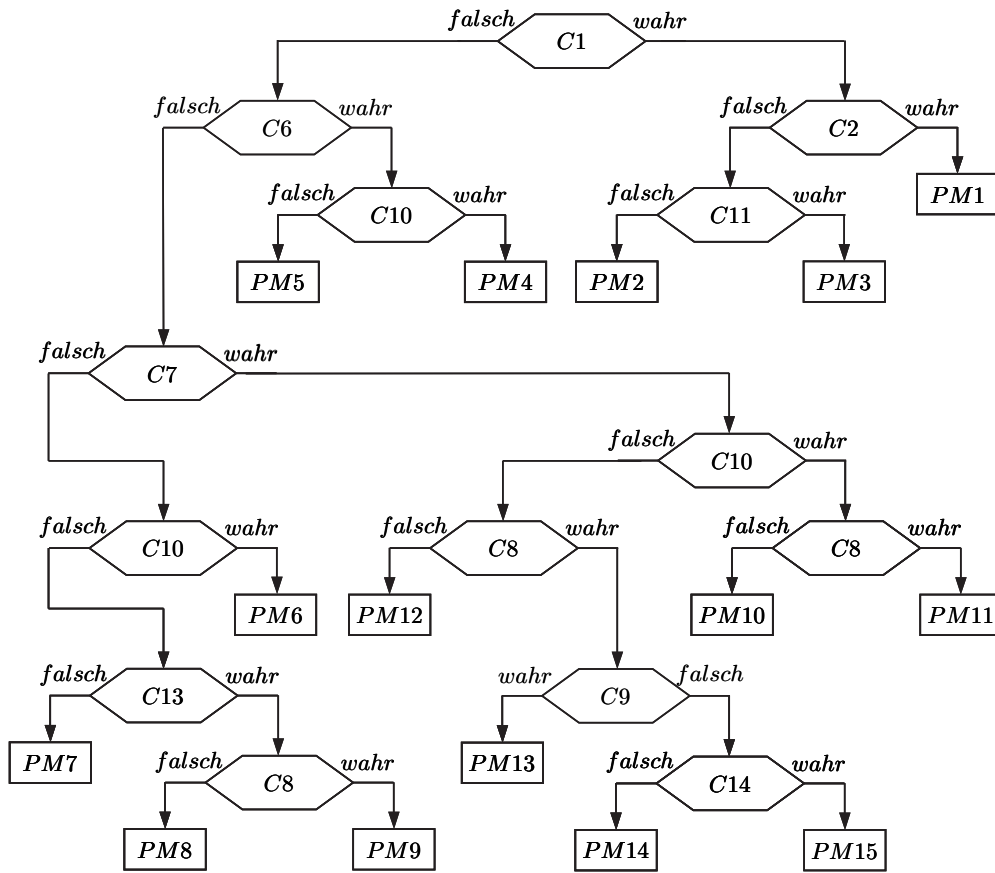 falsch C1 wahr
falsch C6 wahr
falsch C2 wahr
falsch C10 wahr
falsch C11 wahr
PM1
PM5 PM4 PM2 PM3
falsch C7 wahr
falsch C10 wahr
falsch C10 wahr
falsch C8 wahr
falsch C8 wahr
PM6 PM12 PM10 PM11
falsch C13 wahr
wahr C9 falsch
PM7 PM13
falsch C8 wahr
falsch C14 wahr
PM8 PM9 PM14 PM15